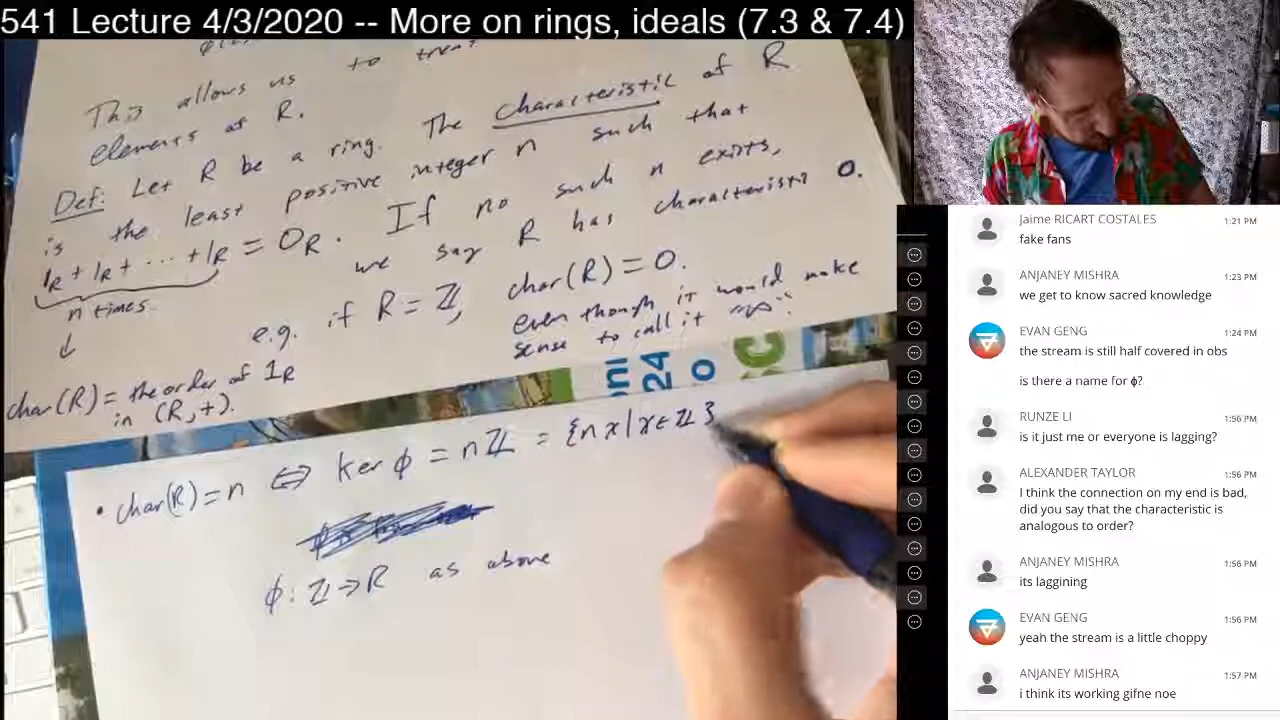 541 Lecture 4/3/2020 -- More on rings, ideals (7.3 & 7.4)
This allows us to treat
elements of R.
Def: Let R be a ring. The characteristic of R
is the least positive integer n such that
1R + 1R + ... + 1R = 0R. If no such n exists,
n times
we say R has characteristic 0.
e.g. if R = ℤ, char(R) = 0.
even though it would make
sense to call it "∞".
↓
char(R) = the order of 1R
in (R, +).
24
• char(R) = n ⇔ ker ϕ = nℤ = {nx | x ∈ ℤ}
ϕ: ℤ → R as above
Jaime RICART COSTALES 1:21 PM
fake fans
ANJANEY MISHRA 1:23 PM
we get to know sacred knowledge
EVAN GENG 1:24 PM
the stream is still half covered in obs
is there a name for ϕ?
RUNZE LI 1:56 PM
is it just me or everyone is lagging?
ALEXANDER TAYLOR 1:56 PM
I think the connection on my end is bad,
did you say that the characteristic is
analogous to order?
ANJANEY MISHRA 1:56 PM
its laggining
EVAN GENG 1:56 PM
yeah the stream is a little choppy
ANJANEY MISHRA 1:57 PM
i think its working gifne noe